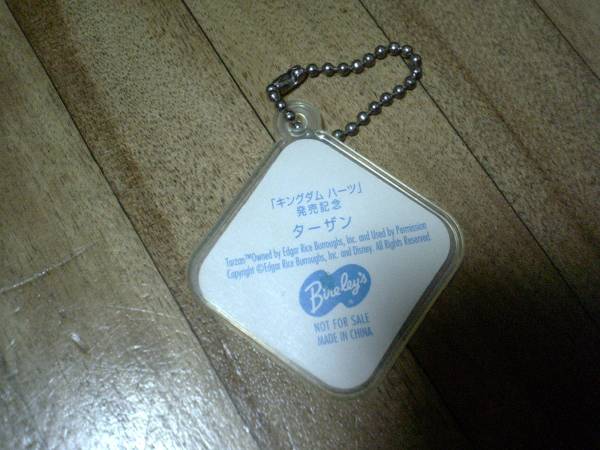 「キングダム ハーツ」
発売記念
ターザン
Tarzan™Owned by Edgar Rice Burroughs, Inc. and Used by Permission
Copyright ©Edgar Rice Burroughs, Inc. and Disney. All Rights Reserved.
Bireley's
NOT FOR SALE
MADE IN CHINA